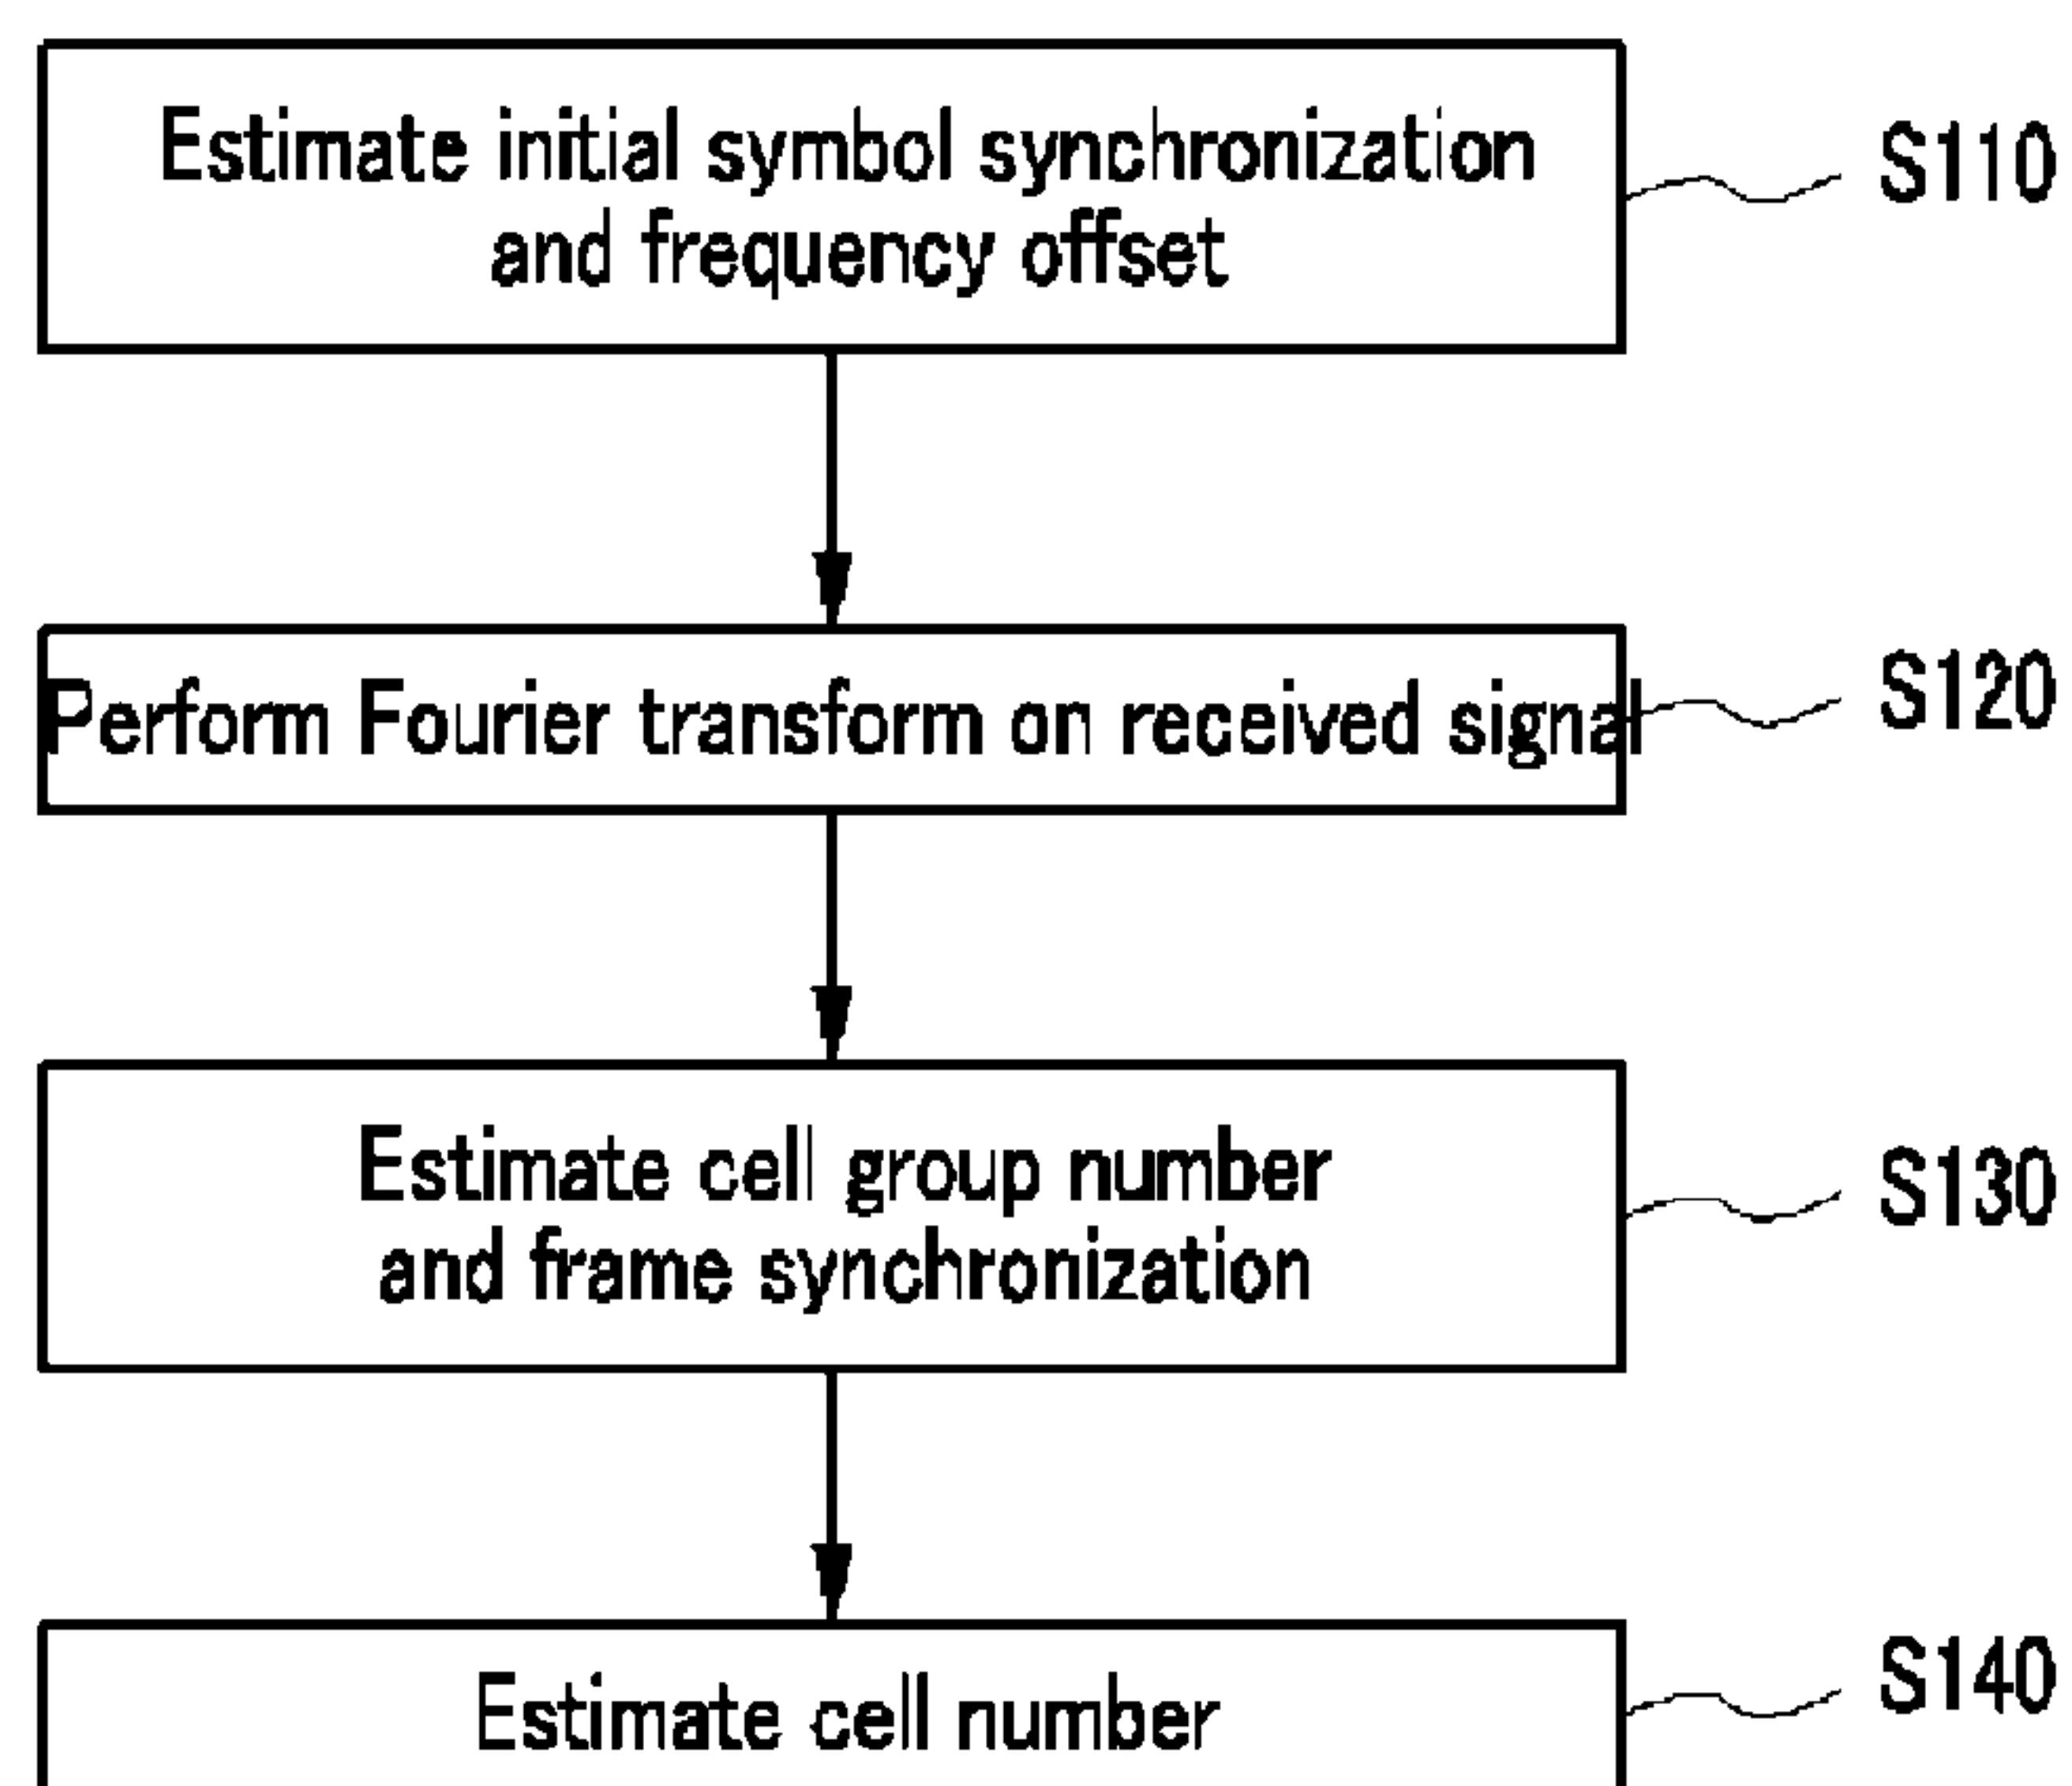 Estimate initial symbol synchronization
and frequency offset
S110
Perform Fourier transform on received signal
S120
Estimate cell group number
and frame synchronization
S130
Estimate cell number
S140